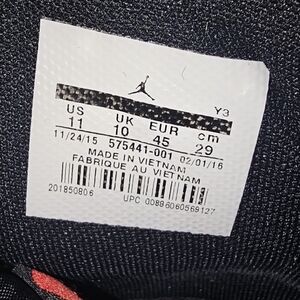 Y3
US UK EUR cm
11 10 45 29
11/24/15 575441-001 02/01/16
MADE IN VIETNAM
FABRIQUE AU VIETNAM
201850806
UPC 00886060568127